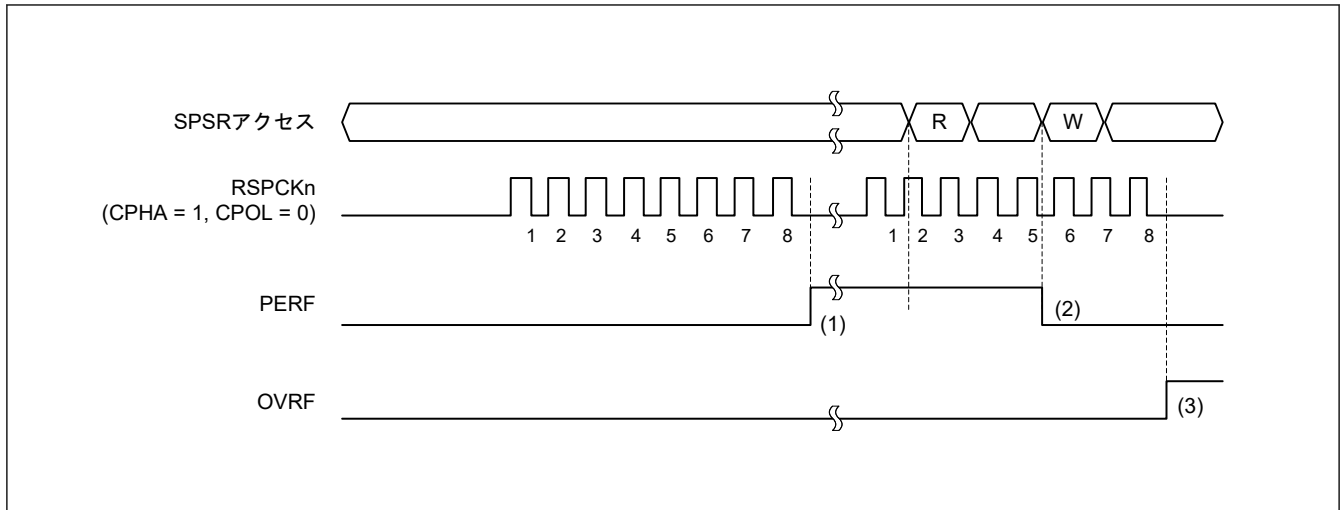 SPSRアクセス
R
W
RSPCKn
(CPHA = 1, CPOL = 0)
1 2 3 4 5 6 7 8 1 2 3 4 5 6 7 8
PERF
(1)
(2)
OVRF
(3)